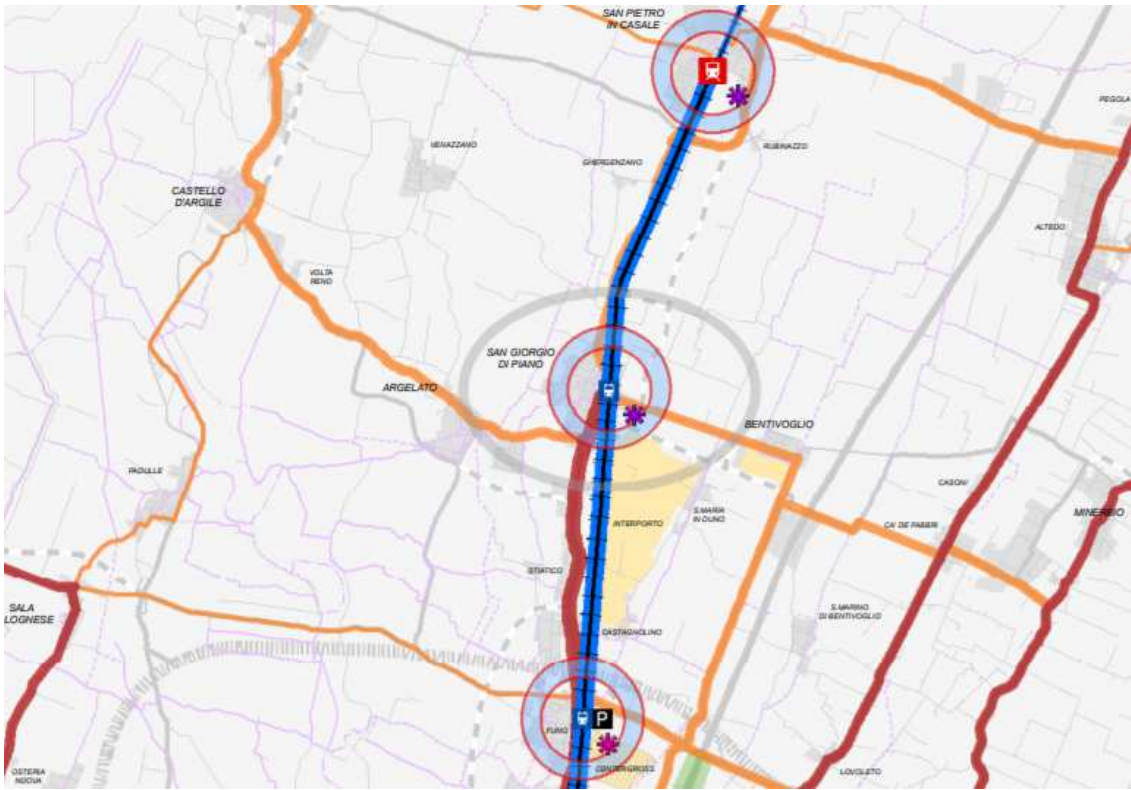 SAN PIETRO
IN CASALE
PEGOLA
VENAZZANO
RUBIZZANO
GHERGENZANO
CASTELLO
D'ARGILE
ALTEDO
VOLTA
RENO
SAN GIORGIO
DI PIANO
ARGELATO
BENTIVOGLIO
PADULLE
CASONI
S.MARIA
IN DUNO
MINERBIO
INTERPORTO
CA' DE FABBRI
STIATICO
SALA
LOGNESE
S.MARINO
DI BENTIVOGLIO
CASTAGNOLINO
P
FUNO
CENTERGROSS
OSTERIA
NUOVA
LOVOLETO